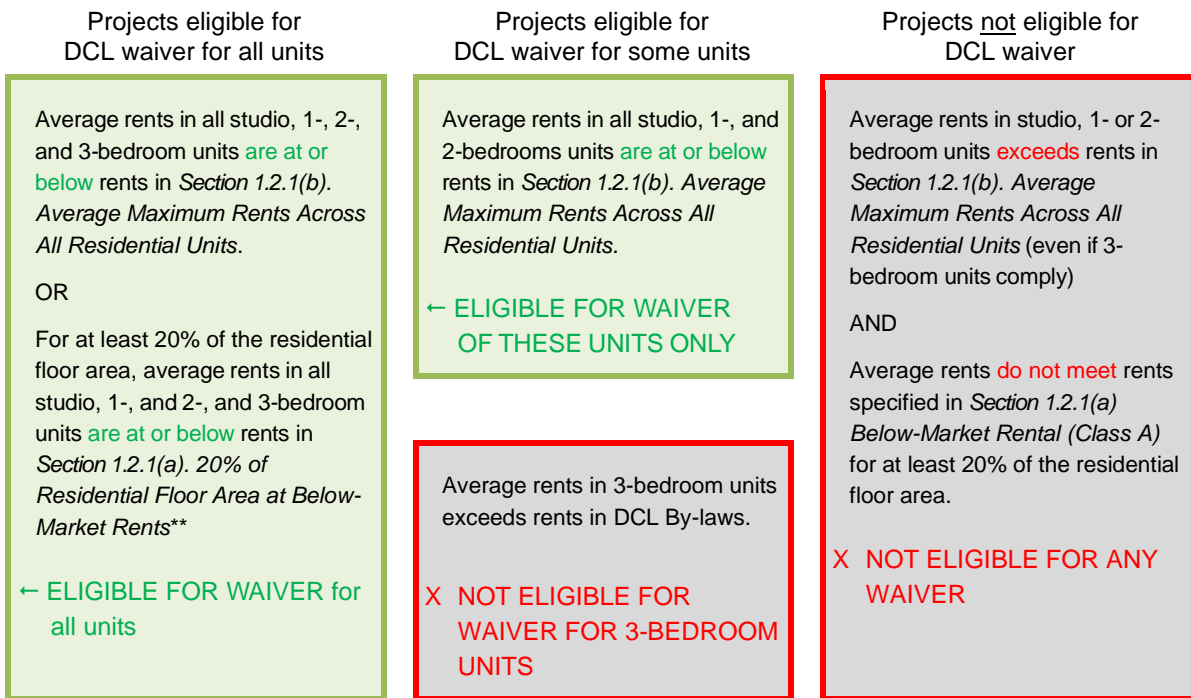 Projects eligible for
DCL waiver for all units
Average rents in all studio, 1-, 2-,
and 3-bedroom units are at or
below rents in Section 1.2.1(b).
Average Maximum Rents Across
All Residential Units.
OR
For at least 20% of the residential
floor area, average rents in all
studio, 1-, and 2-, and 3-bedroom
units are at or below rents in
Section 1.2.1(a). 20% of
Residential Floor Area at Below-
Market Rents**
← ELIGIBLE FOR WAIVER for
all units
Projects eligible for
DCL waiver for some units
Average rents in all studio, 1-, and
2-bedrooms units are at or below
rents in Section 1.2.1(b). Average
Maximum Rents Across All
Residential Units.
← ELIGIBLE FOR WAIVER
OF THESE UNITS ONLY
Average rents in 3-bedroom units
exceeds rents in DCL By-laws.
X NOT ELIGIBLE FOR
WAIVER FOR 3-BEDROOM
UNITS
Projects not eligible for
DCL waiver
Average rents in studio, 1- or 2-
bedroom units exceeds rents in
Section 1.2.1(b). Average
Maximum Rents Across All
Residential Units (even if 3-
bedroom units comply)
AND
Average rents do not meet rents
specified in Section 1.2.1(a)
Below-Market Rental (Class A)
for at least 20% of the residential
floor area.
X NOT ELIGIBLE FOR ANY
WAIVER